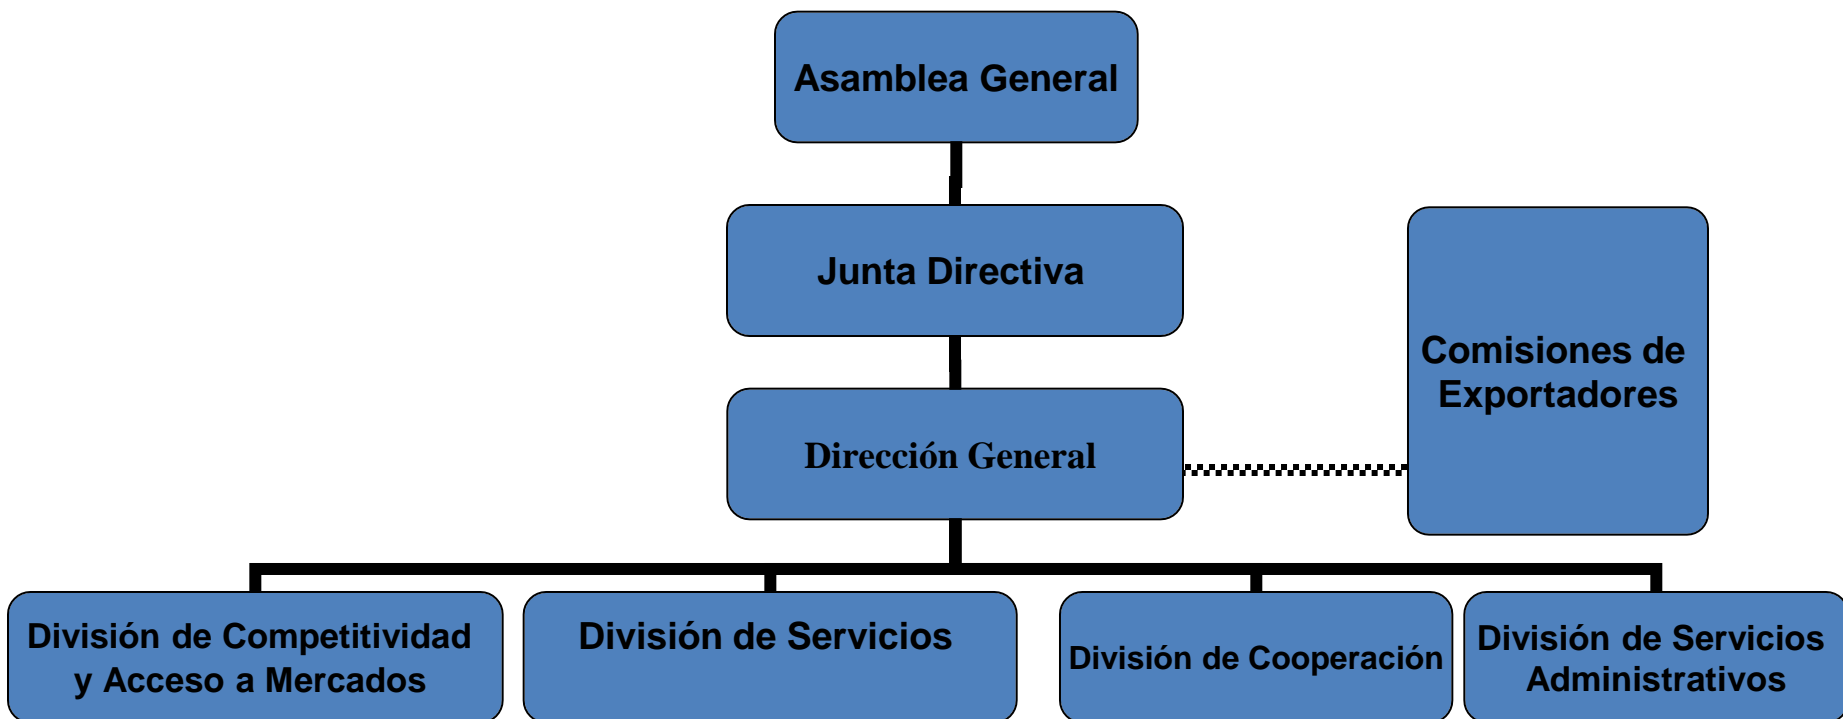 Asamblea General
Junta Directiva
Comisiones de
Exportadores
Dirección General
División de Competitividad
y Acceso a Mercados
División de Servicios
División de Cooperación
División de Servicios
Administrativos